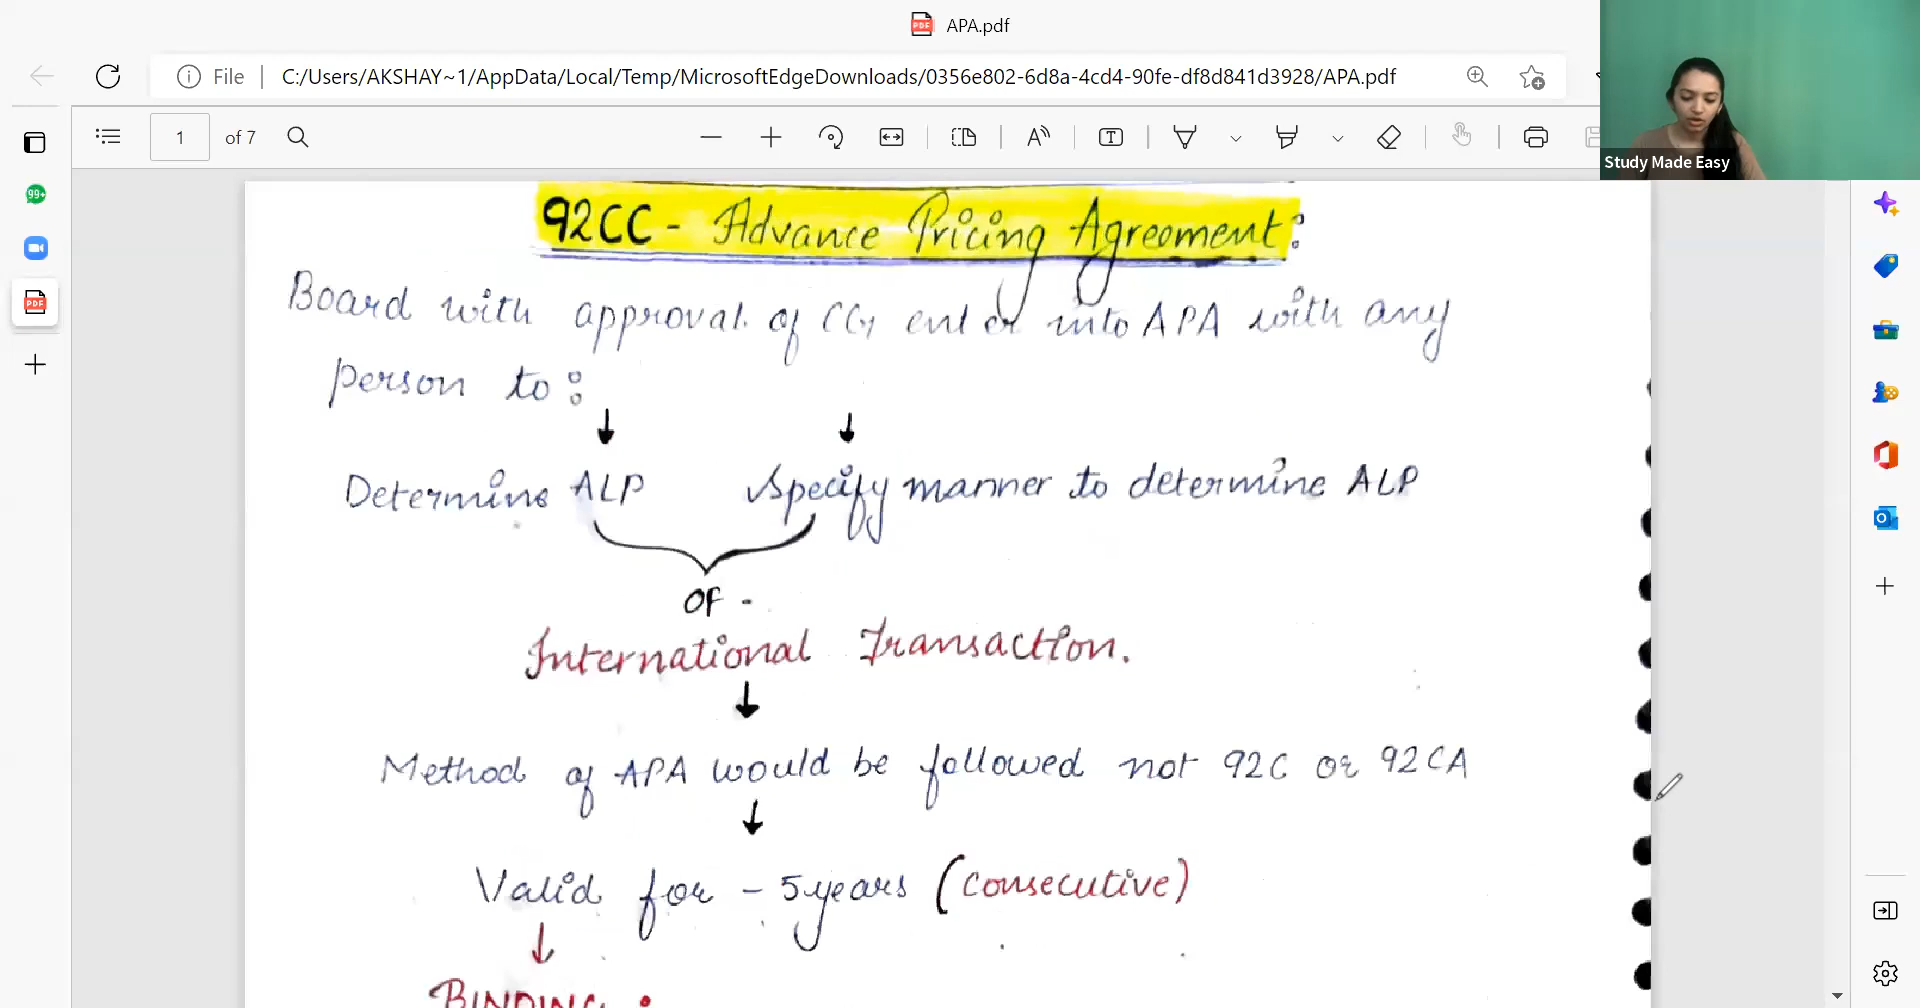 APA.pdf
File
C:/Users/AKSHAY~1/AppData/Local/Temp/MicrosoftEdgeDownloads/0356e802-6d8a-4cd4-90fe-df8d841d3928/APA.pdf
1 of 7
Study Made Easy
99+
PDF
92CC - Advance Pricing Agreement:
Board with approval of CG enter into APA with any
person to:
Determine ALP Specify manner to determine ALP
OF -
International Transaction.
Method of APA would be followed not 92C or 92CA
Valid for - 5 years (consecutive)
BINDING: